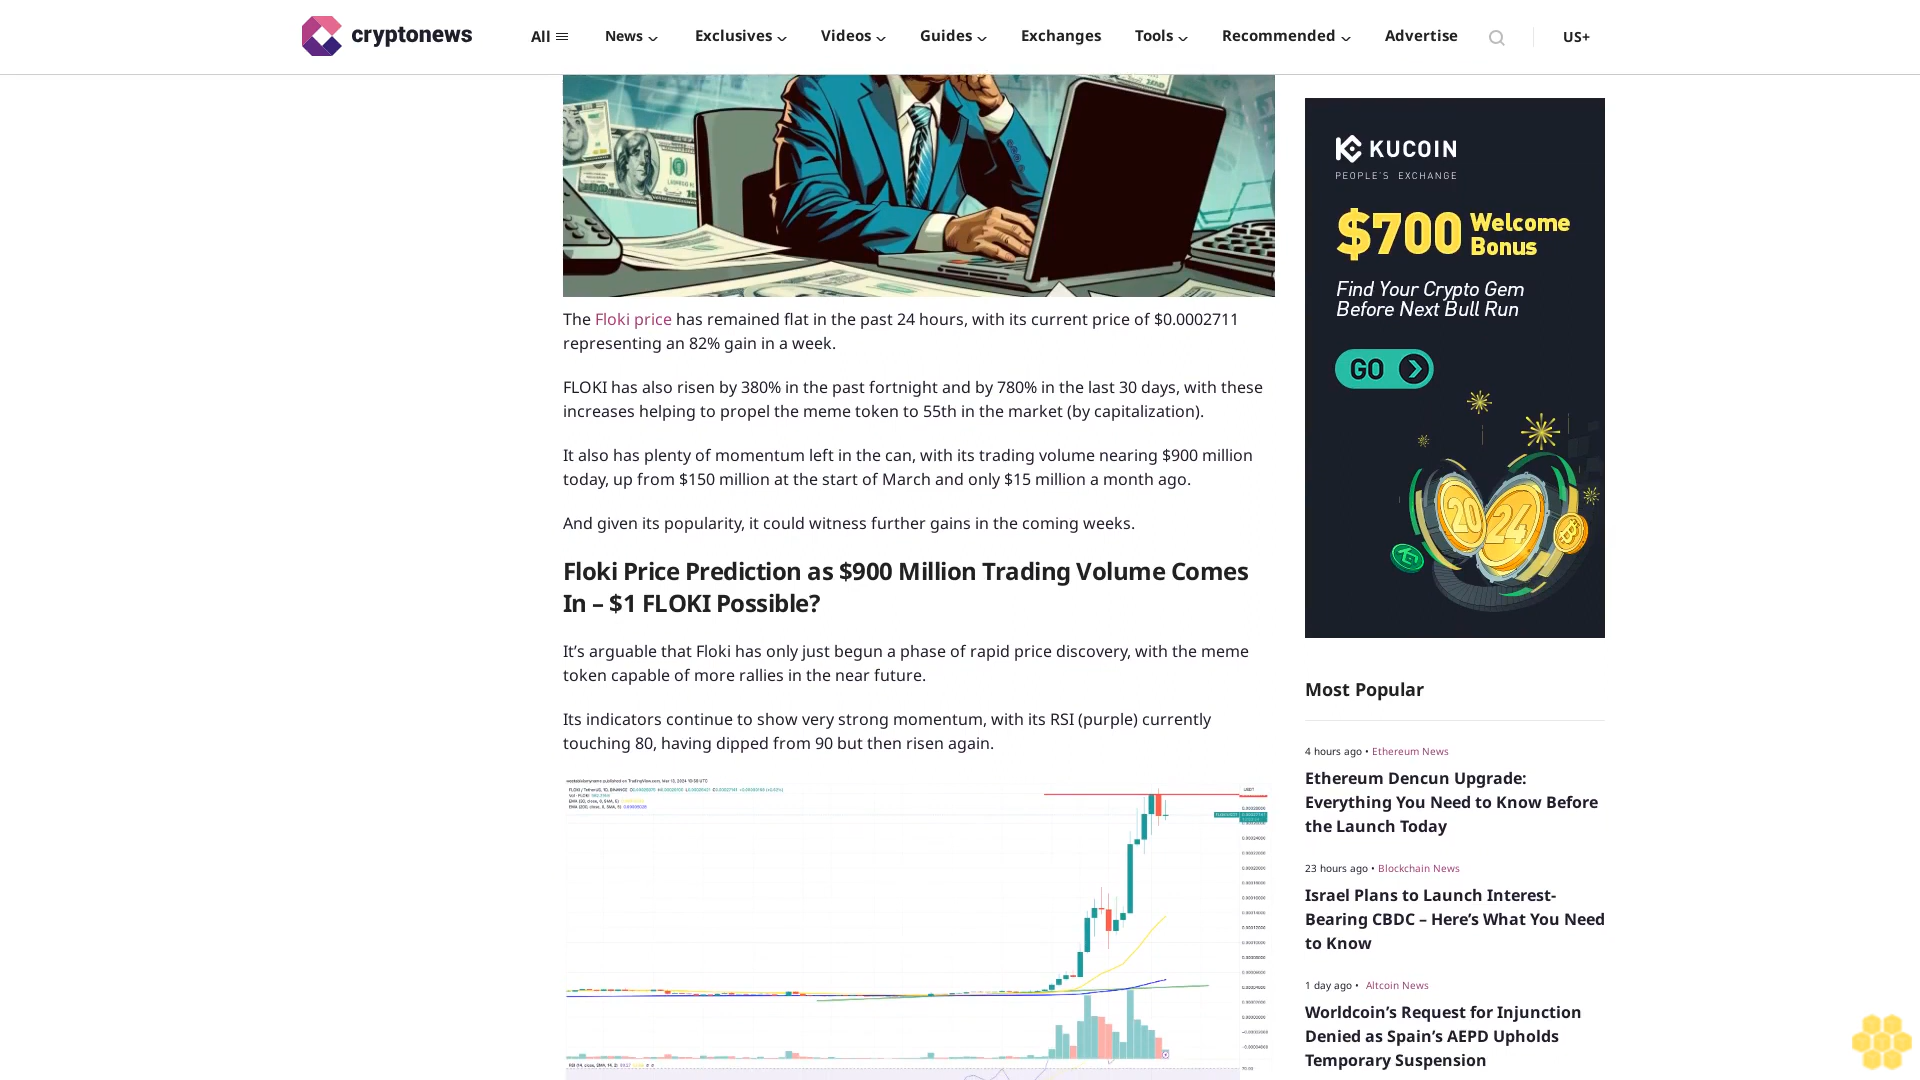 cryptonews
All
News
Exclusives
Videos
Guides
Exchanges
Tools
Recommended
Advertise
US+
The Floki price has remained flat in the past 24 hours, with its current price of $0.0002711
representing an 82% gain in a week.
FLOKI has also risen by 380% in the past fortnight and by 780% in the last 30 days, with these
increases helping to propel the meme token to 55th in the market (by capitalization).
It also has plenty of momentum left in the can, with its trading volume nearing $900 million
today, up from $150 million at the start of March and only $15 million a month ago.
And given its popularity, it could witness further gains in the coming weeks.
Floki Price Prediction as $900 Million Trading Volume Comes
In – $1 FLOKI Possible?
It’s arguable that Floki has only just begun a phase of rapid price discovery, with the meme
token capable of more rallies in the near future.
Its indicators continue to show very strong momentum, with its RSI (purple) currently
touching 80, having dipped from 90 but then risen again.
KUCOIN
PEOPLE'S EXCHANGE
$700 Welcome
Bonus
Find Your Crypto Gem
Before Next Bull Run
GO
20 24
Most Popular
4 hours ago • Ethereum News
Ethereum Dencun Upgrade:
Everything You Need to Know Before
the Launch Today
23 hours ago • Blockchain News
Israel Plans to Launch Interest-
Bearing CBDC – Here’s What You Need
to Know
1 day ago • Altcoin News
Worldcoin’s Request for Injunction
Denied as Spain’s AEPD Upholds
Temporary Suspension